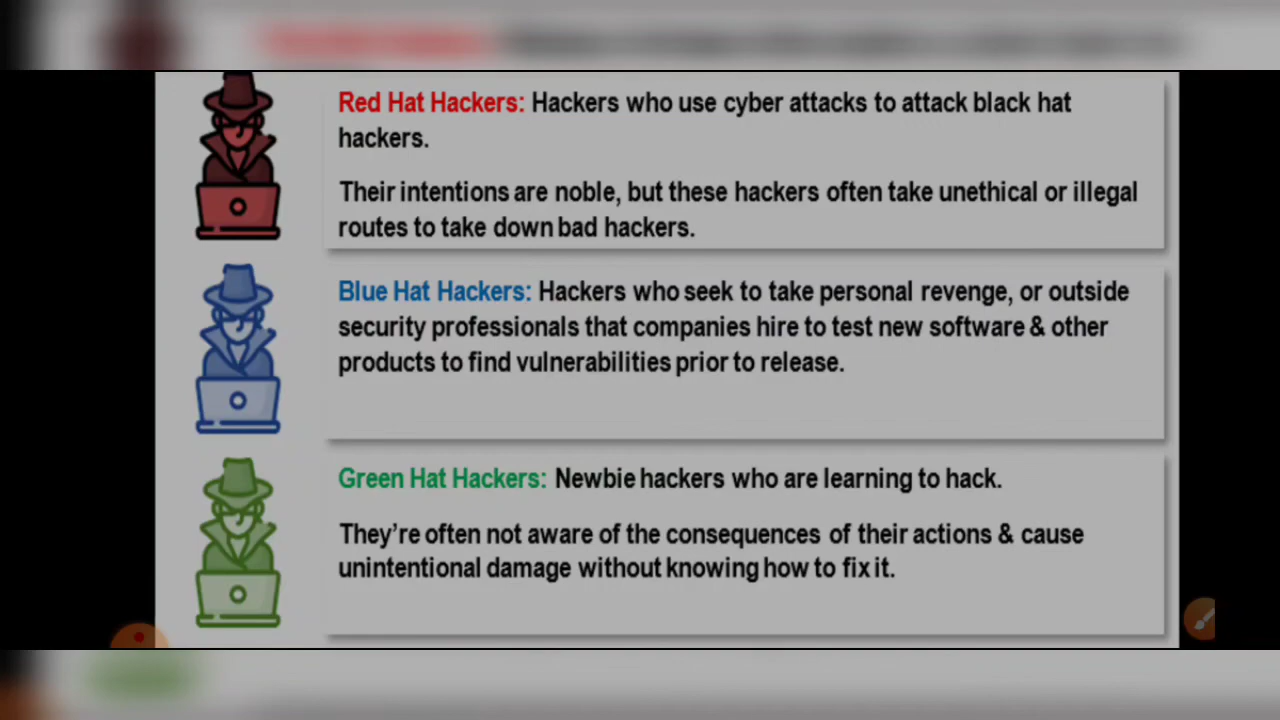 Red Hat Hackers: Hackers who use cyber attacks to attack black hat
hackers.
Their intentions are noble, but these hackers often take unethical or illegal
routes to take down bad hackers.
Blue Hat Hackers: Hackers who seek to take personal revenge, or outside
security professionals that companies hire to test new software & other
products to find vulnerabilities prior to release.
Green Hat Hackers: Newbie hackers who are learning to hack.
They're often not aware of the consequences of their actions & cause
unintentional damage without knowing how to fix it.